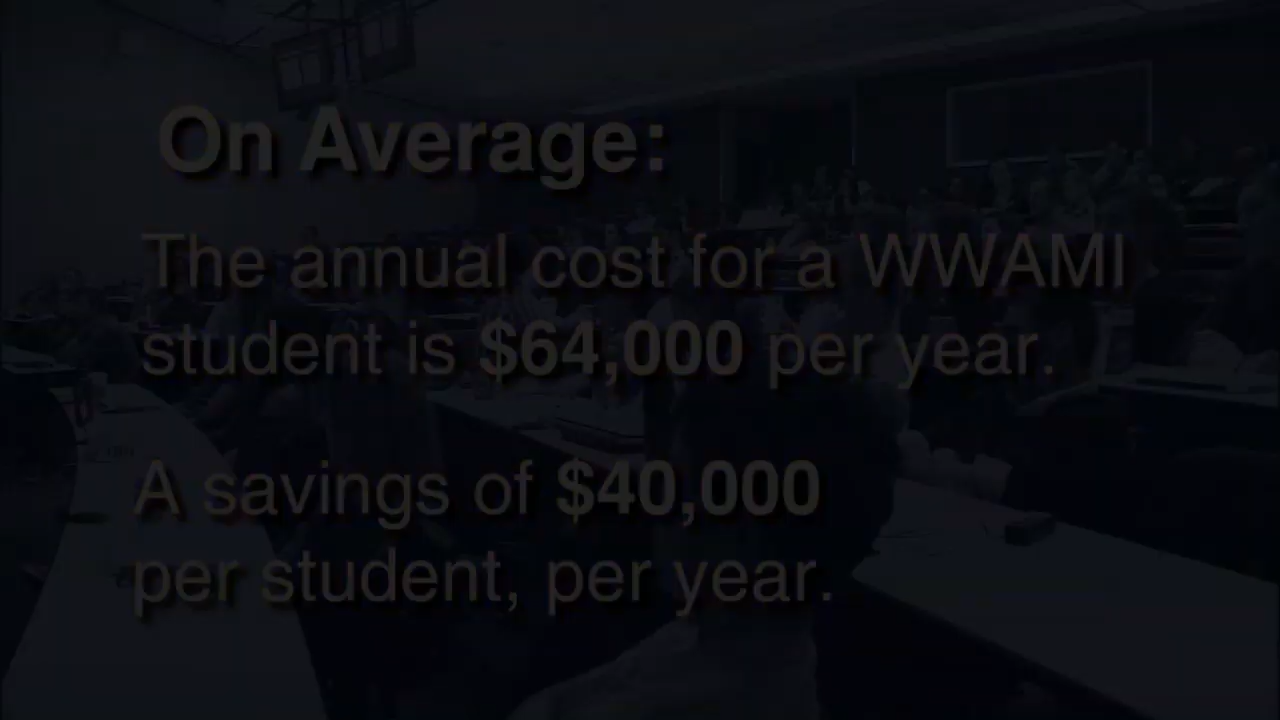 On Average:
The annual cost for a WWAMI
student is $64,000 per year.
A savings of $40,000
per student, per year.